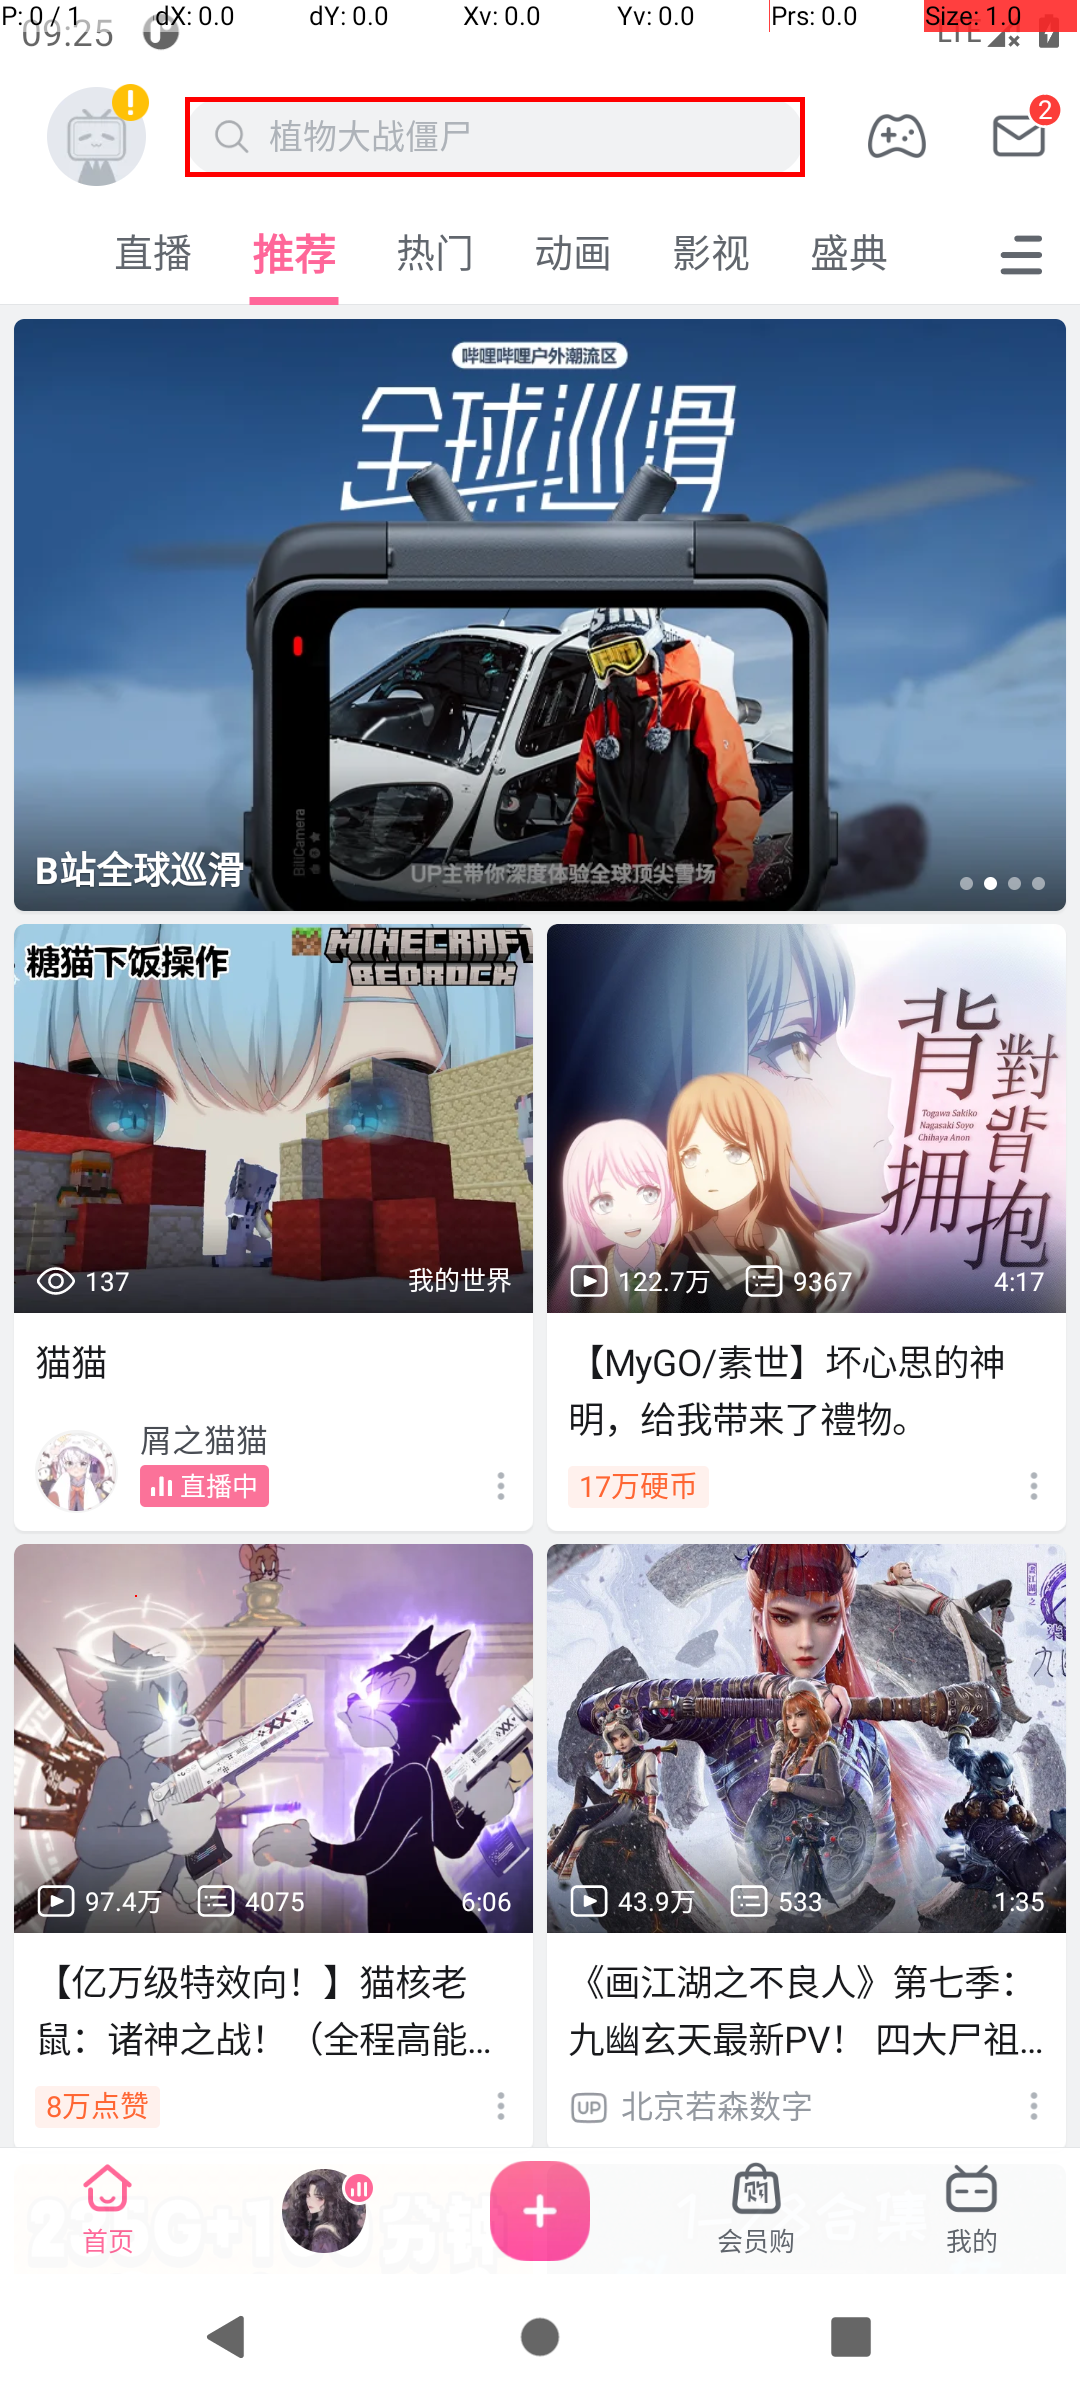 P: 0 / 1
dX: 0.0
dY: 0.0
Xv: 0.0
Yv: 0.0
Prs: 0.0
Size: 1.0
09:25
LTE
植物大战僵尸
2
直播
推荐
热门
动画
影视
盛典
哔哩哔哩户外潮流区
全球巡滑
BiliCamera
UP主带你深度体验全球顶尖雪场
B站全球巡滑
糖猫下饭操作
MINECRAFT
BEDROCK
137
我的世界
猫猫
屑之猫猫
直播中
背對背擁抱
Togawa Sakiko
Nagasaki Soyo
Chihaya Anon
122.7万
9367
4:17
【MyGO/素世】坏心思的神
明，给我带来了禮物。
17万硬币
97.4万
4075
6:06
【亿万级特效向！】猫核老
鼠：诸神之战！（全程高能...
8万点赞
43.9万
533
1:35
《画江湖之不良人》第七季：
九幽玄天最新PV！ 四大尸祖...
UP 北京若森数字
首页
会员购
我的